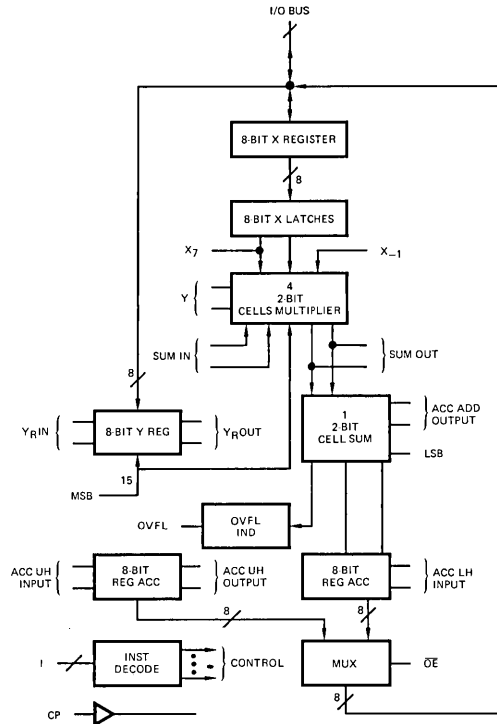 I/O BUS
8-BIT X REGISTER
8
8-BIT X LATCHES
X7
X−1
4
2-BIT
CELLS MULTIPLIER
Y
SUM IN
SUM OUT
8
1
2-BIT
CELL SUM
ACC ADD
OUTPUT
YRIN
8-BIT Y REG
YROUT
LSB
15
MSB
OVFL
OVFL
IND
ACC UH
INPUT
8-BIT
REG ACC
ACC UH
OUTPUT
8-BIT
REG ACC
ACC LH
INPUT
8
8
I
INST
DECODE
CONTROL
MUX
O̅E̅
8
CP